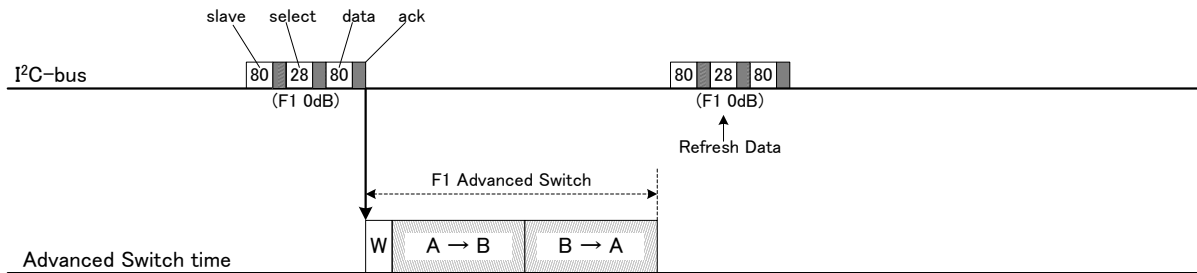 slave select data ack
I²C-bus 80 28 80 80 28 80
(F1 0dB) (F1 0dB)
Refresh Data
F1 Advanced Switch
W A → B B → A
Advanced Switch time